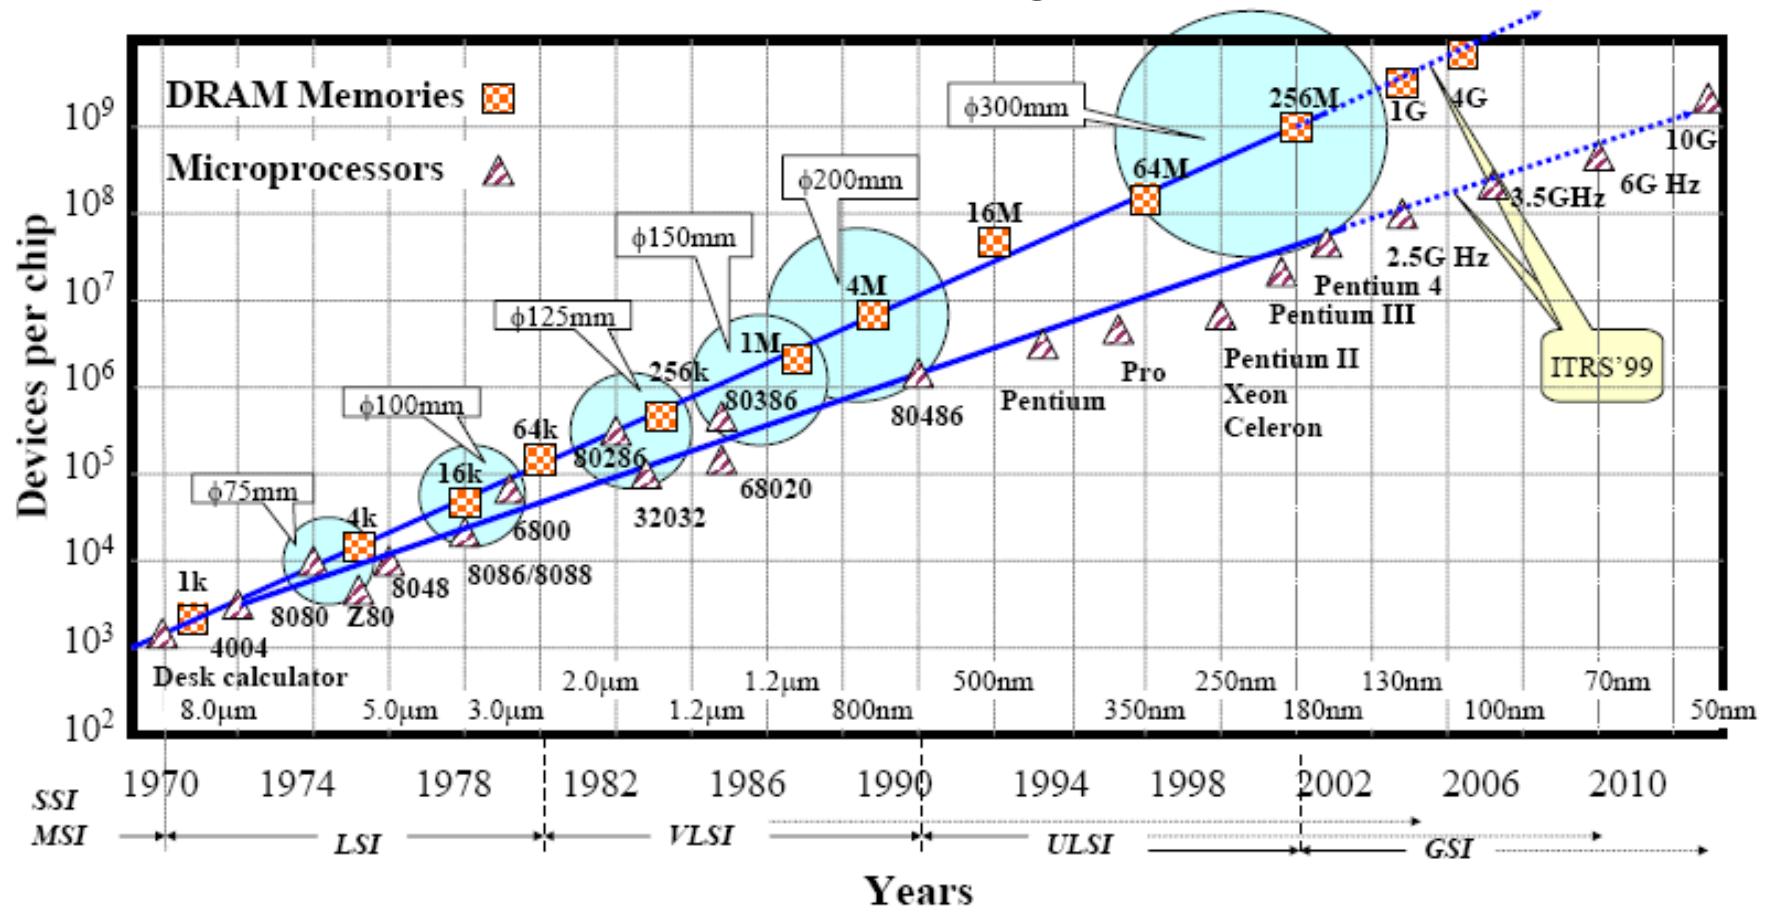 DRAM Memories
Microprocessors
Devices per chip
10⁹
10⁸
10⁷
10⁶
10⁵
10⁴
10³
10²
ϕ75mm
ϕ100mm
ϕ125mm
ϕ150mm
ϕ200mm
ϕ300mm
1k
4k
16k
64k
256k
1M
4M
16M
64M
256M
1G
4G
Desk calculator
4004
8080
Z80
8048
8086/8088
6800
80286
32032
80386
68020
80486
Pentium
Pro
Pentium II
Xeon
Celeron
Pentium III
Pentium 4
2.5G Hz
3.5GHz
6G Hz
10G
ITRS'99
2.0μm 1.2μm 500nm 250nm 130nm 70nm
8.0μm 5.0μm 3.0μm 1.2μm 800nm 350nm 180nm 100nm 50nm
1970 1974 1978 1982 1986 1990 1994 1998 2002 2006 2010
SSI
MSI LSI VLSI ULSI GSI
Years